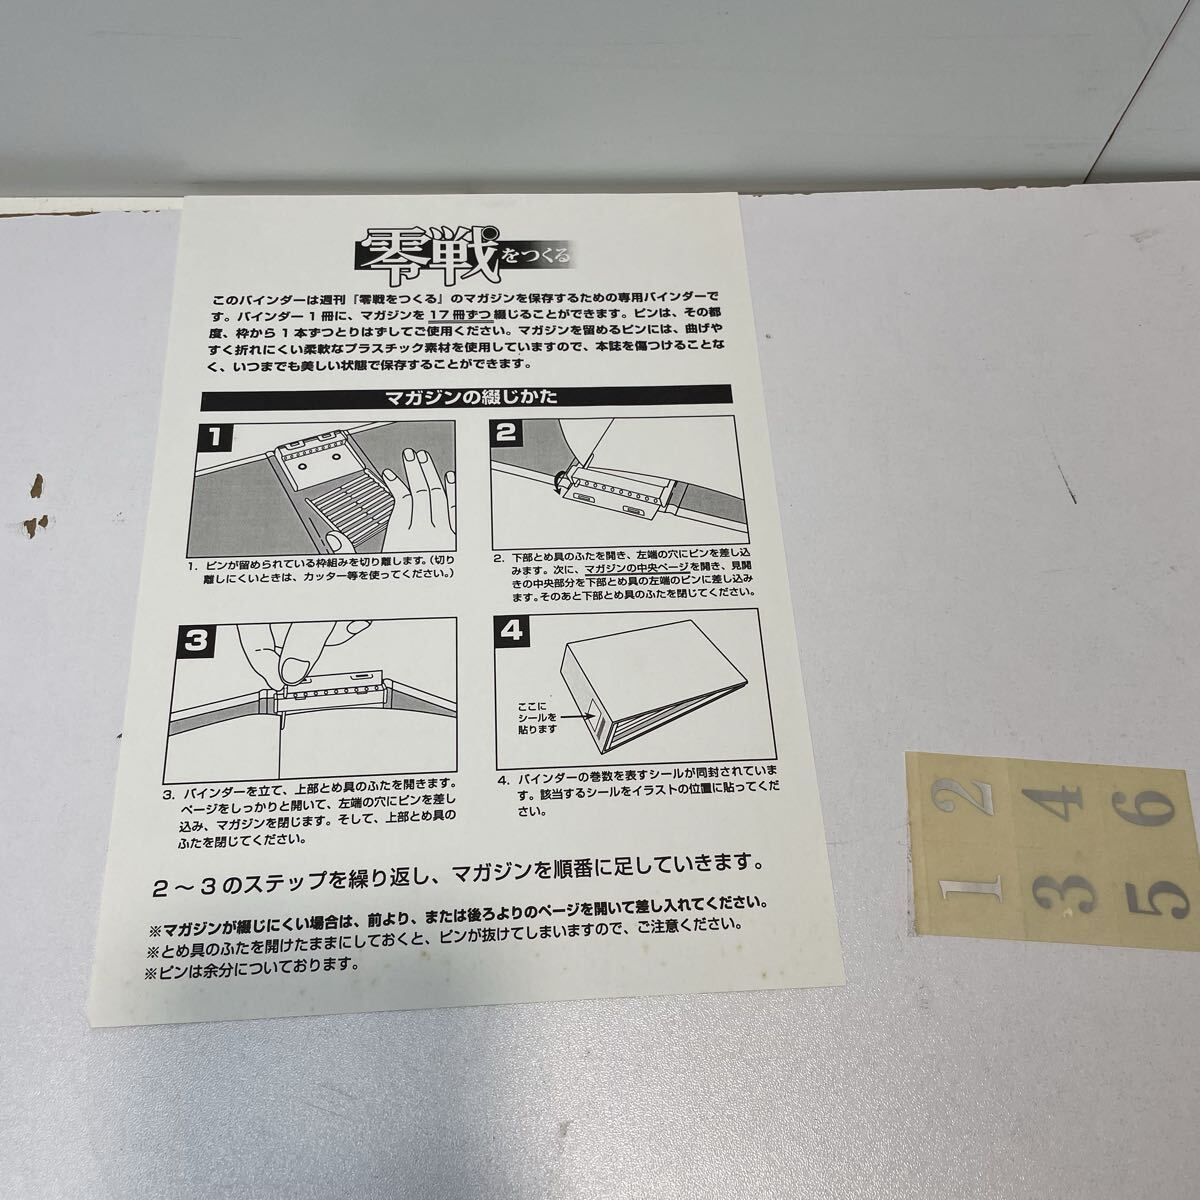 零戦をつくる
このバインダーは週刊『零戦をつくる』のマガジンを保存するための専用バインダーで
す。バインダー1冊に、マガジンを17冊ずつ綴じることができます。ピンは、その都
度、枠から1本ずつとりはずしてご使用ください。マガジンを留めるピンには、曲げや
すく折れにくい柔軟なプラスチック素材を使用していますので、本誌を傷つけることな
く、いつまでも美しい状態で保存することができます。
マガジンの綴じかた
1
1. ピンが留められている枠組みを切り離します。(切り
離しにくいときは、カッター等を使ってください。)
2
2. 下部とめ具のふたを開き、左端の穴にピンを差し込
みます。次に、マガジンの中央ページを開き、見開
きの中央部分を下部とめ具の左端のピンに差し込み
ます。そのあと下部とめ具のふたを閉じてください。
3
3. バインダーを立て、上部とめ具のふたを開きます。
ページをしっかりと開いて、左端の穴にピンを差し
込み、マガジンを閉じます。そして、上部とめ具の
ふたを閉じてください。
4
ここに
シールを
貼ります
4. バインダーの巻数を表すシールが同封されていま
す。該当するシールをイラストの位置に貼ってくだ
さい。
2〜3のステップを繰り返し、マガジンを順番に足していきます。
※マガジンが綴じにくい場合は、前より、または後ろよりのページを開いて差し入れてください。
※とめ具のふたを開けたままにしておくと、ピンが抜けてしまいますので、ご注意ください。
※ピンは余分についております。
1 2
3 4
5 6